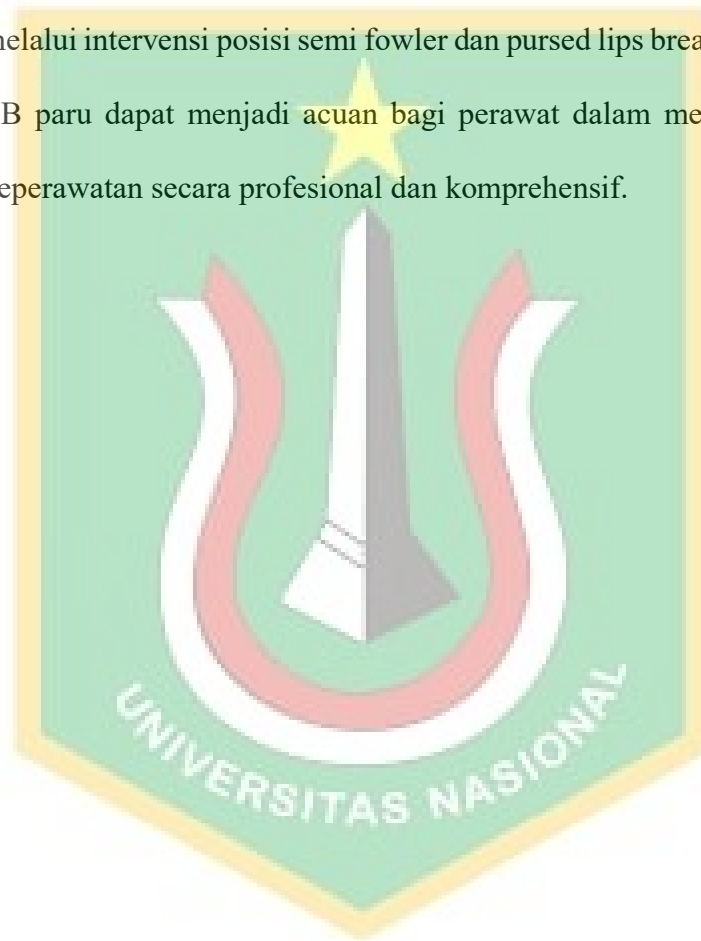 melalui intervensi posisi semi fowler dan pursed lips brea
B paru dapat menjadi acuan bagi perawat dalam me
eperawatan secara profesional dan komprehensif.
UNIVERSITAS NASIONAL